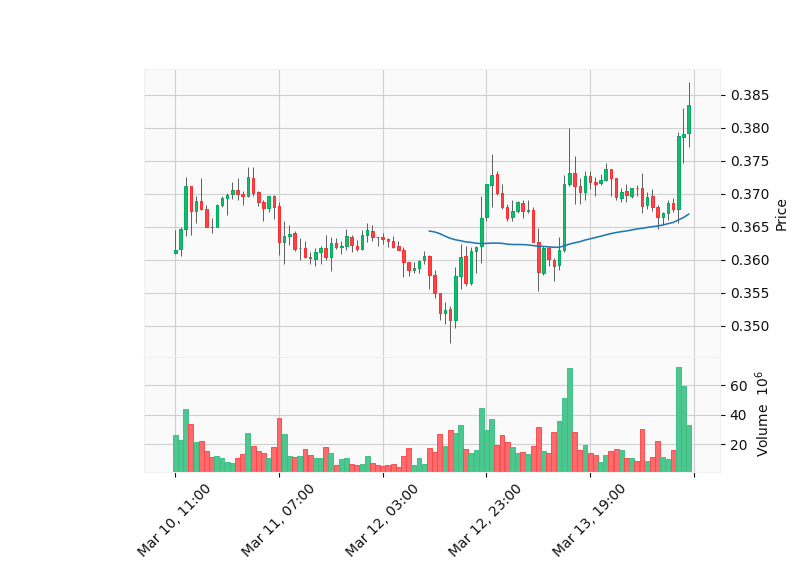 0.385
0.380
0.375
0.370
0.365
0.360
0.355
0.350
Price
60
40
20
Volume 10^6
Mar 10, 11:00
Mar 11, 07:00
Mar 12, 03:00
Mar 12, 23:00
Mar 13, 19:00